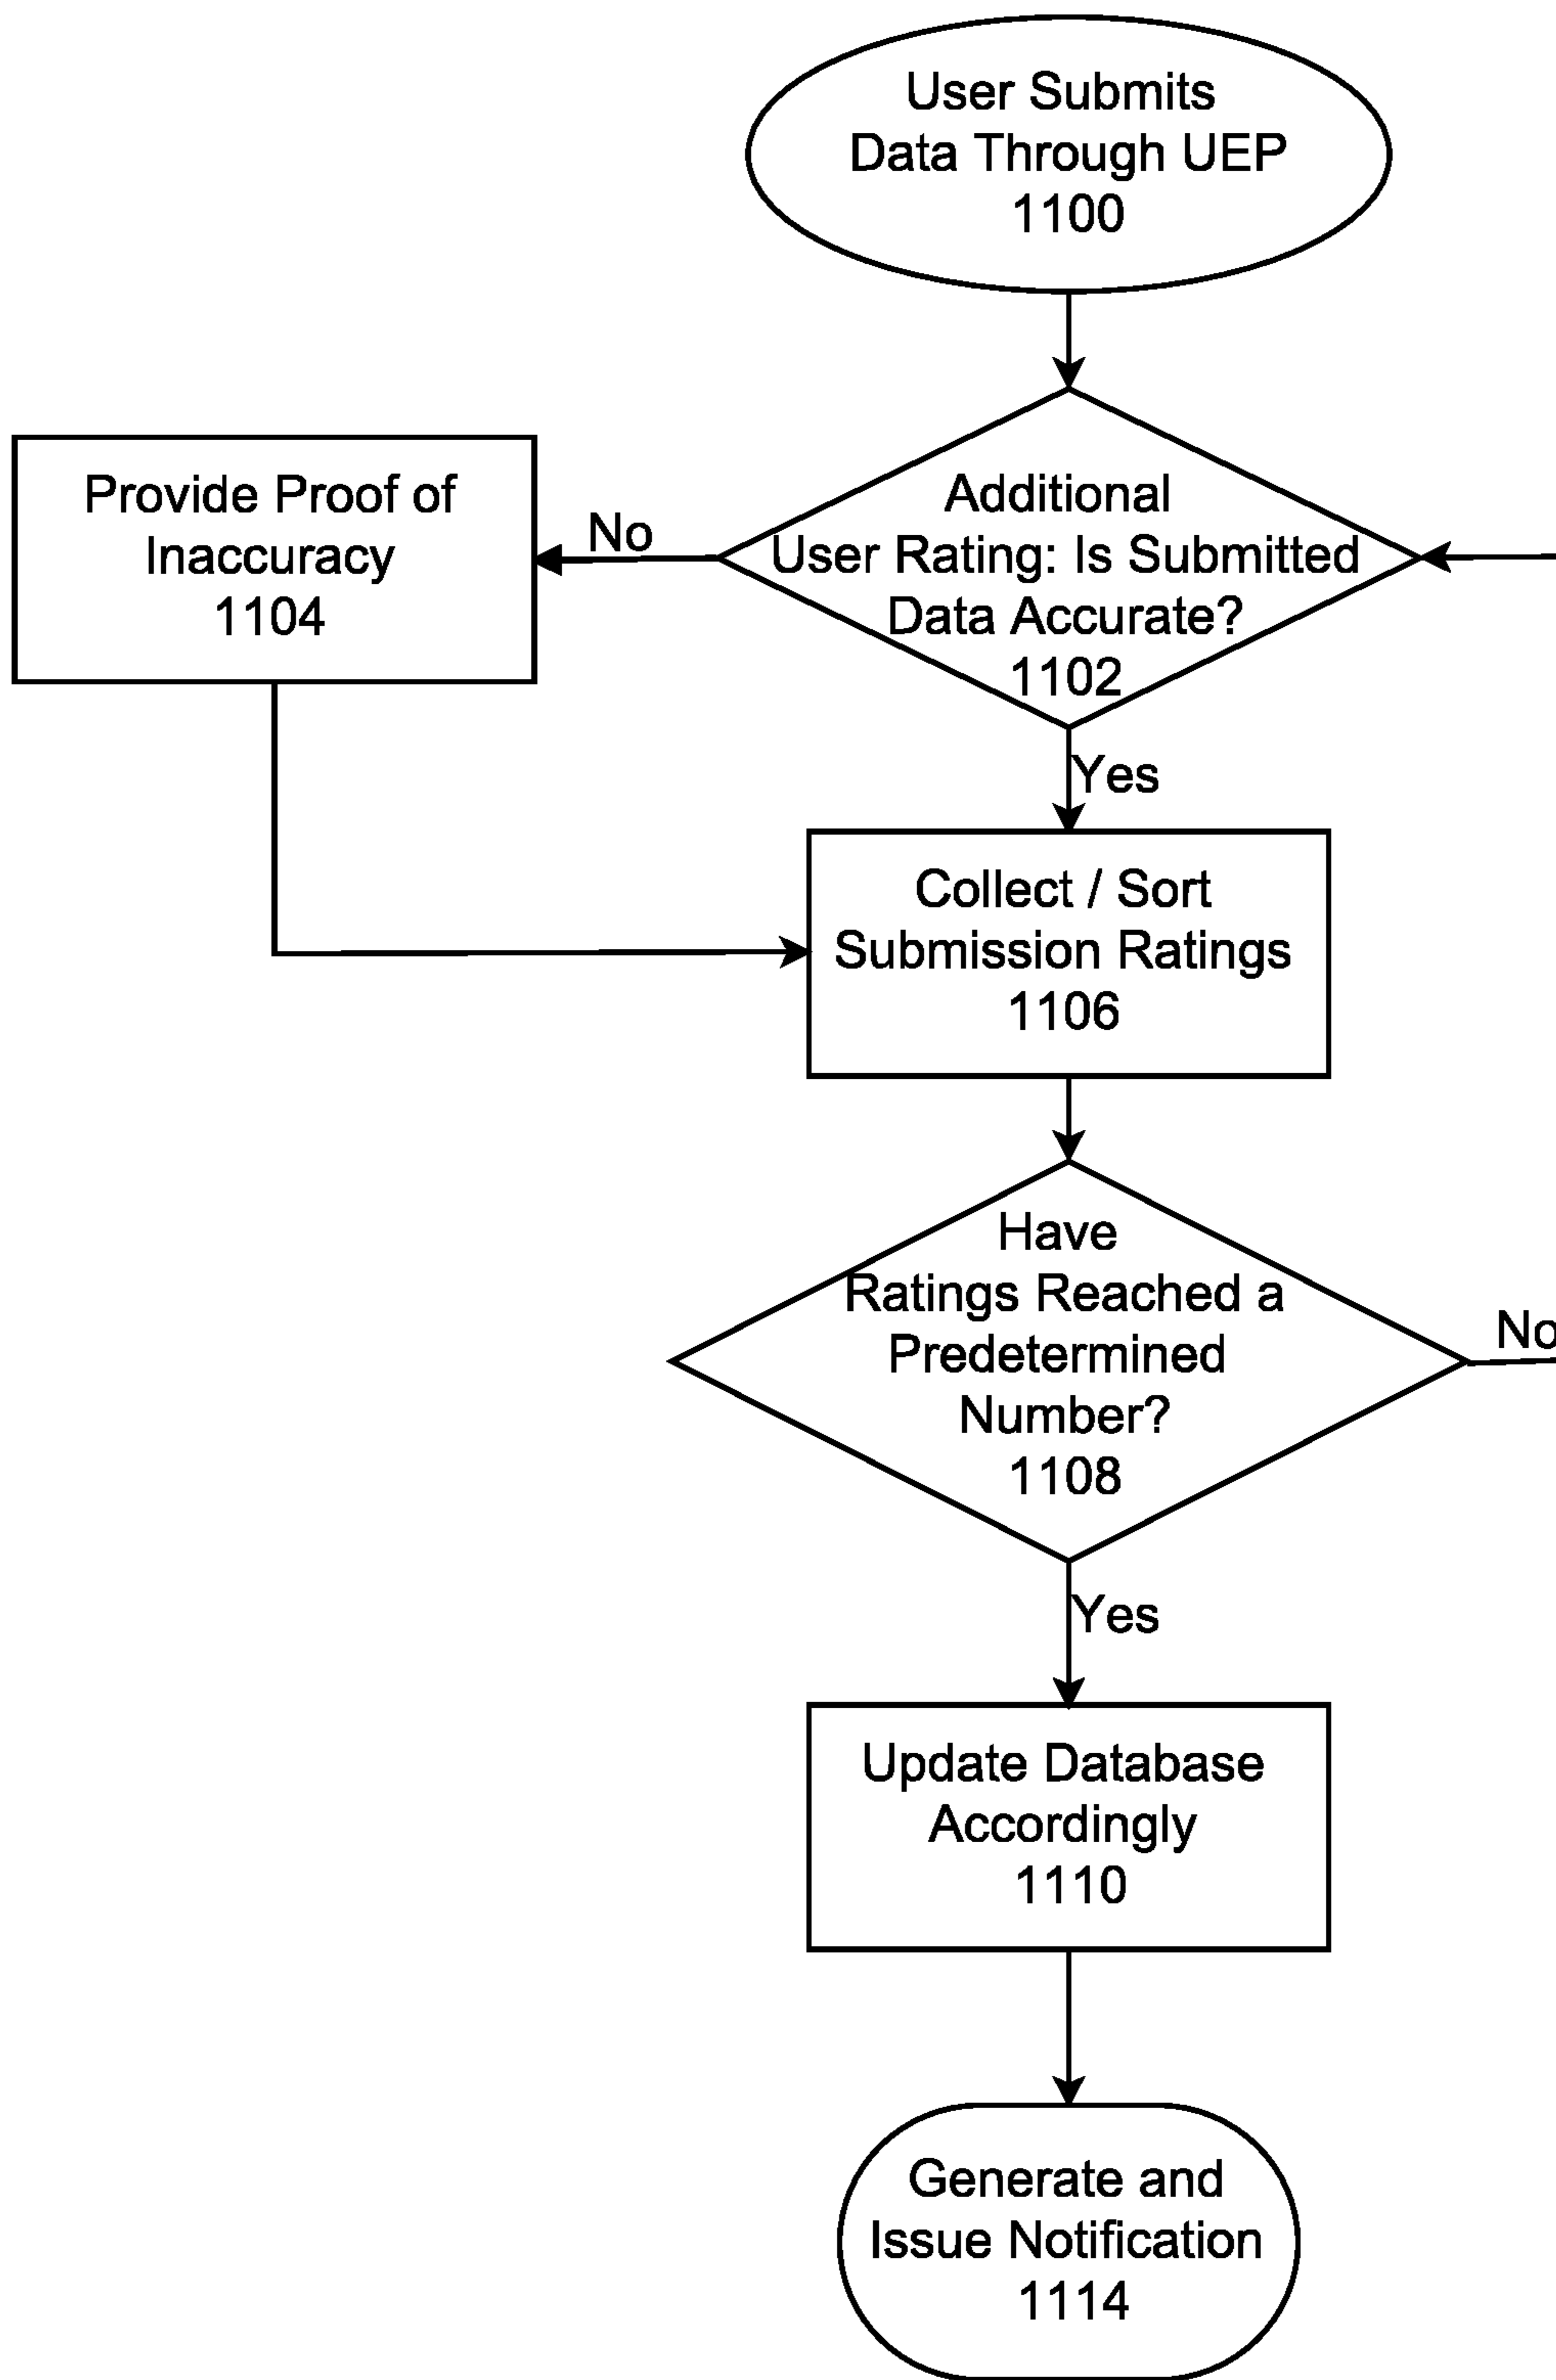 User Submits
Data Through UEP
1100
Additional
User Rating: Is Submitted
Data Accurate?
1102
No
Provide Proof of
Inaccuracy
1104
Yes
Collect / Sort
Submission Ratings
1106
Have
Ratings Reached a
Predetermined
Number?
1108
No
Yes
Update Database
Accordingly
1110
Generate and
Issue Notification
1114